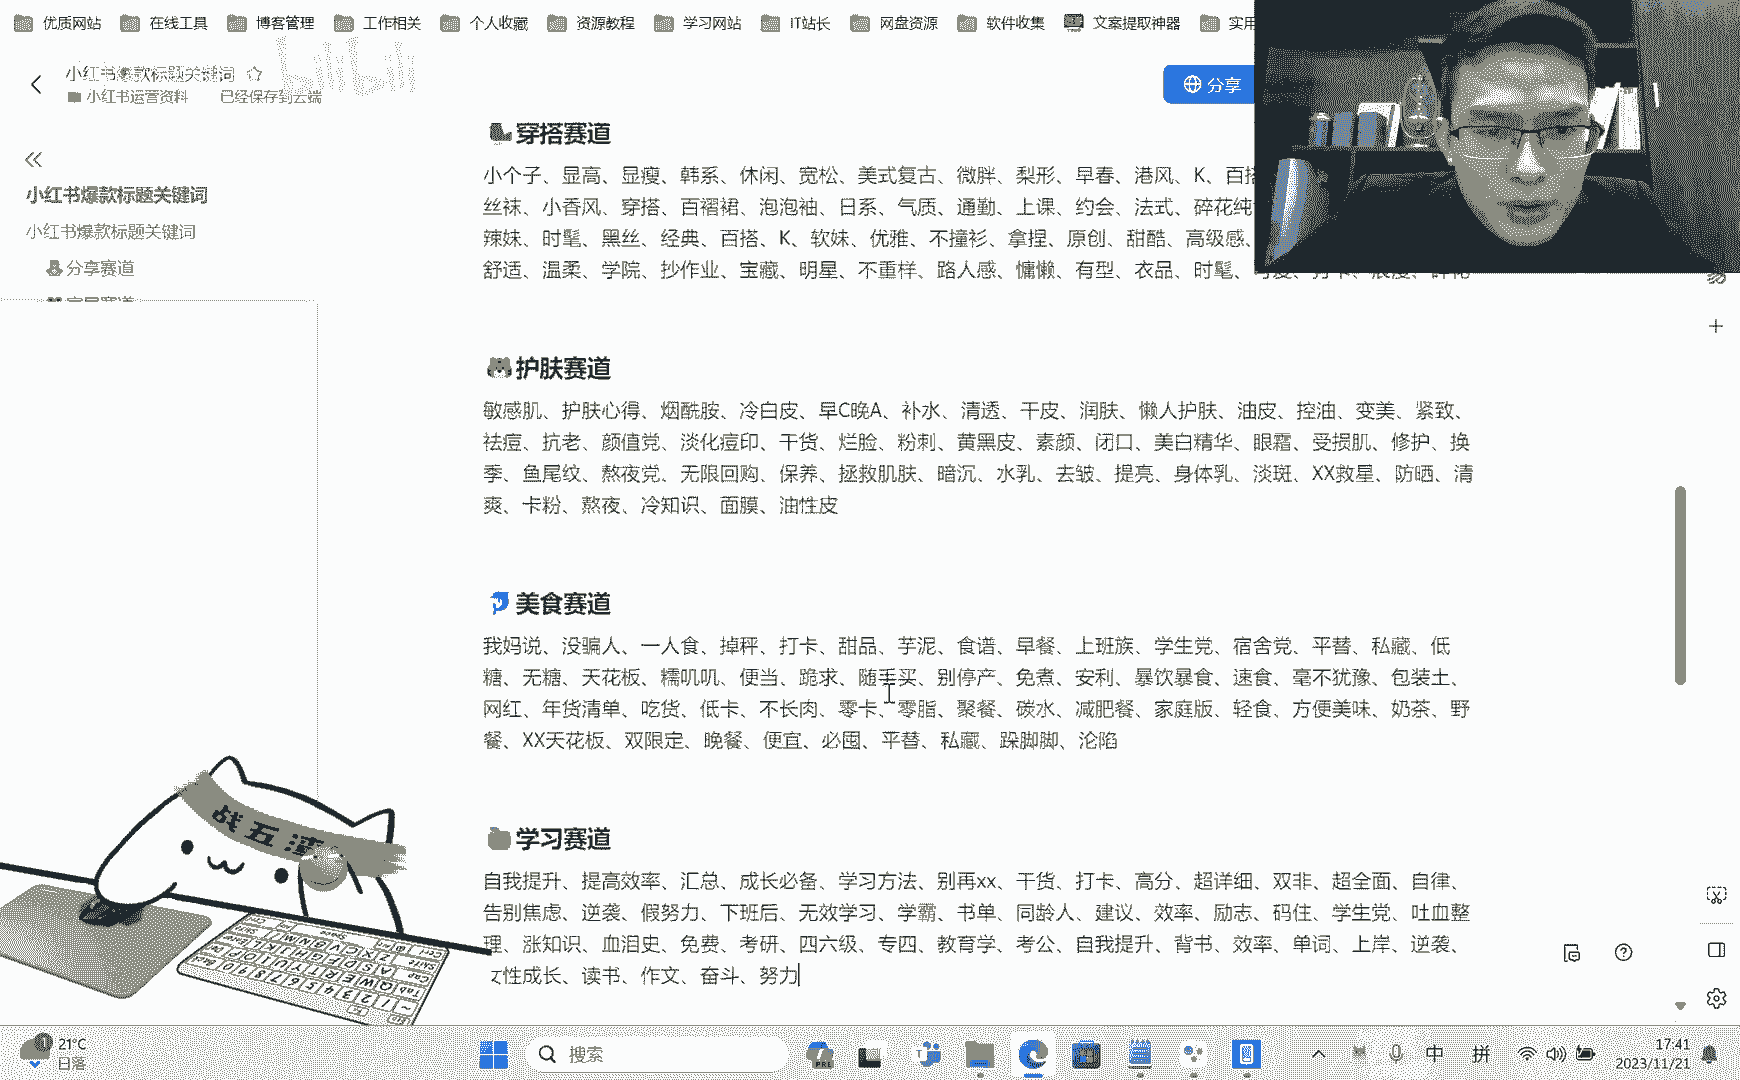 优质网站 在线工具 博客管理 工作相关 个人收藏 资源教程 学习网站 IT站长 网盘资源 软件收集 文案提取神器 实用
bilibili
小红书爆款标题关键词
小红书运营资料 已经保存到云端
分享
小红书爆款标题关键词
小红书爆款标题关键词
分享赛道
穿搭赛道
小个子、显高、显瘦、韩系、休闲、宽松、美式复古、微胖、梨形、早春、港风、K、百搭
丝袜、小香风、穿搭、百褶裙、泡泡袖、日系、气质、通勤、上课、约会、法式、碎花纯
辣妹、时髦、黑丝、经典、百搭、K、软妹、优雅、不撞衫、拿捏、原创、甜酷、高级感、
舒适、温柔、学院、抄作业、宝藏、明星、不重样、路人感、慵懒、有型、衣品、时髦、
护肤赛道
敏感肌、护肤心得、烟酰胺、冷白皮、早C晚A、补水、清透、干皮、润肤、懒人护肤、油皮、控油、变美、紧致、
祛痘、抗老、颜值党、淡化痘印、干货、烂脸、粉刺、黄黑皮、素颜、闭口、美白精华、眼霜、受损肌、修护、换
季、鱼尾纹、熬夜党、无限回购、保养、拯救肌肤、暗沉、水乳、去皱、提亮、身体乳、淡斑、XX救星、防晒、清
爽、卡粉、熬夜、冷知识、面膜、油性皮
美食赛道
我妈说、没骗人、一人食、掉秤、打卡、甜品、芋泥、食谱、早餐、上班族、学生党、宿舍党、平替、私藏、低
糖、无糖、天花板、糯叽叽、便当、跪求、随手买、别停产、免煮、安利、暴饮暴食、速食、毫不犹豫、包装土、
网红、年货清单、吃货、低卡、不长肉、零卡、零脂、聚餐、碳水、减肥餐、家庭版、轻食、方便美味、奶茶、野
餐、XX天花板、双限定、晚餐、便宜、必囤、平替、私藏、跺脚脚、沦陷
学习赛道
自我提升、提高效率、汇总、成长必备、学习方法、别再xx、干货、打卡、高分、超详细、双非、超全面、自律、
告别焦虑、逆袭、假努力、下班后、无效学习、学霸、书单、同龄人、建议、效率、励志、码住、学生党、吐血整
理、涨知识、血泪史、免费、考研、四六级、专四、教育学、考公、自我提升、背书、效率、单词、上岸、逆袭、
女性成长、读书、作文、奋斗、努力
战五渣
21°C
日落
搜索
中 拼
17:41
2023/11/21